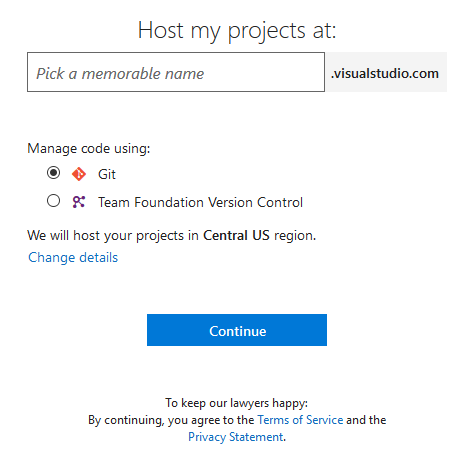 Host my projects at:
Pick a memorable name .visualstudio.com
Manage code using:
Git
Team Foundation Version Control
We will host your projects in Central US region.
Change details
Continue
To keep our lawyers happy:
By continuing, you agree to the Terms of Service and the
Privacy Statement.